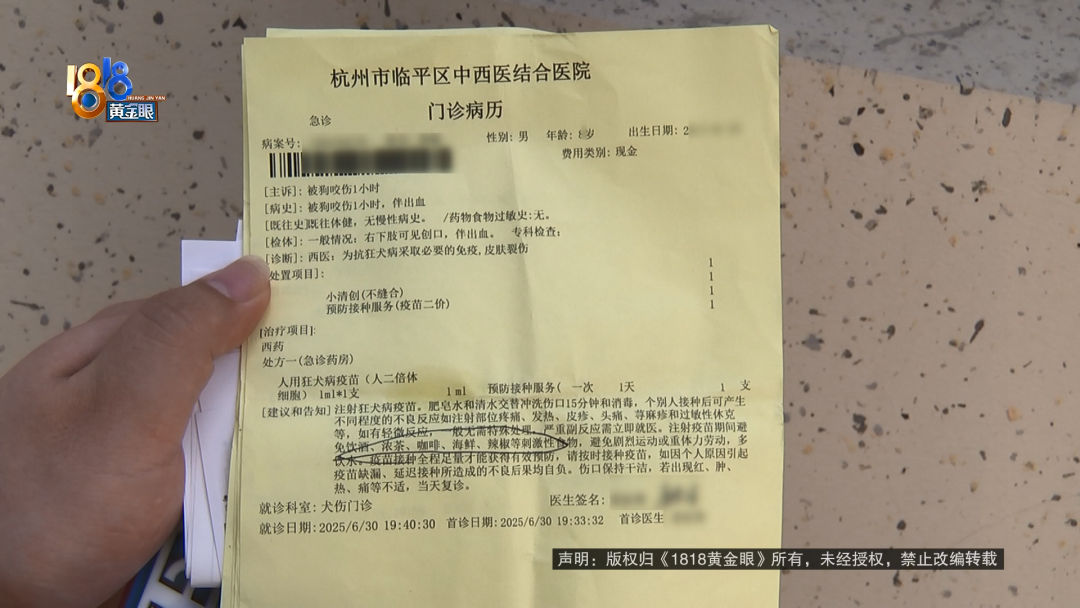 1818
HUANG JIN YAN
黄金眼
杭州市临平区中西医结合医院
门诊病历
急诊
病案号:
性别: 男 年龄: 8岁 出生日期: 2
费用类别: 现金
[主诉]: 被狗咬伤1小时
[病史]: 被狗咬伤1小时, 伴出血
[既往史]既往体健, 无慢性病史。 /药物食物过敏史:无。
[检体]: 一般情况: 右下肢可见创口, 伴出血。 专科检查:
[诊断]: 西医: 为抗狂犬病采取必要的免疫,皮肤裂伤
处置项目]:
1
1
小清创(不缝合) 1
预防接种服务(疫苗二价) 1
[治疗项目]:
西药
处方一(急诊药房)
人用狂犬病疫苗（人二倍体
细胞） 1ml*1支 1 ml 预防接种服务( 一次 1天 1 支
[建议和告知] 注射狂犬病疫苗。肥皂水和清水交替冲洗伤口15分钟和消毒, 个别人接种后可产生
不同程度的不良反应如注射部位疼痛、发热、皮疹、头痛、荨麻疹和过敏性休克
等, 如有轻微反应, 一般无需特殊处理, 严重副反应需立即就医。注射疫苗期间避
免饮酒、浓茶、咖啡、海鲜、辣椒等刺激性食物, 避免剧烈运动或重体力劳动, 多
饮水。疫苗接种全程足量才能获得有效预防, 请按时接种疫苗, 如因个人原因引起
疫苗缺漏、延迟接种所造成的不良后果均自负。伤口保持干洁, 若出现红、肿、
热、痛等不适, 当天复诊。
医生签名:
就诊科室: 犬伤门诊
就诊日期:2025/6/30 19:40:30 首诊日期:2025/6/30 19:33:32 首诊医生
声明：版权归《1818黄金眼》所有，未经授权，禁止改编转载